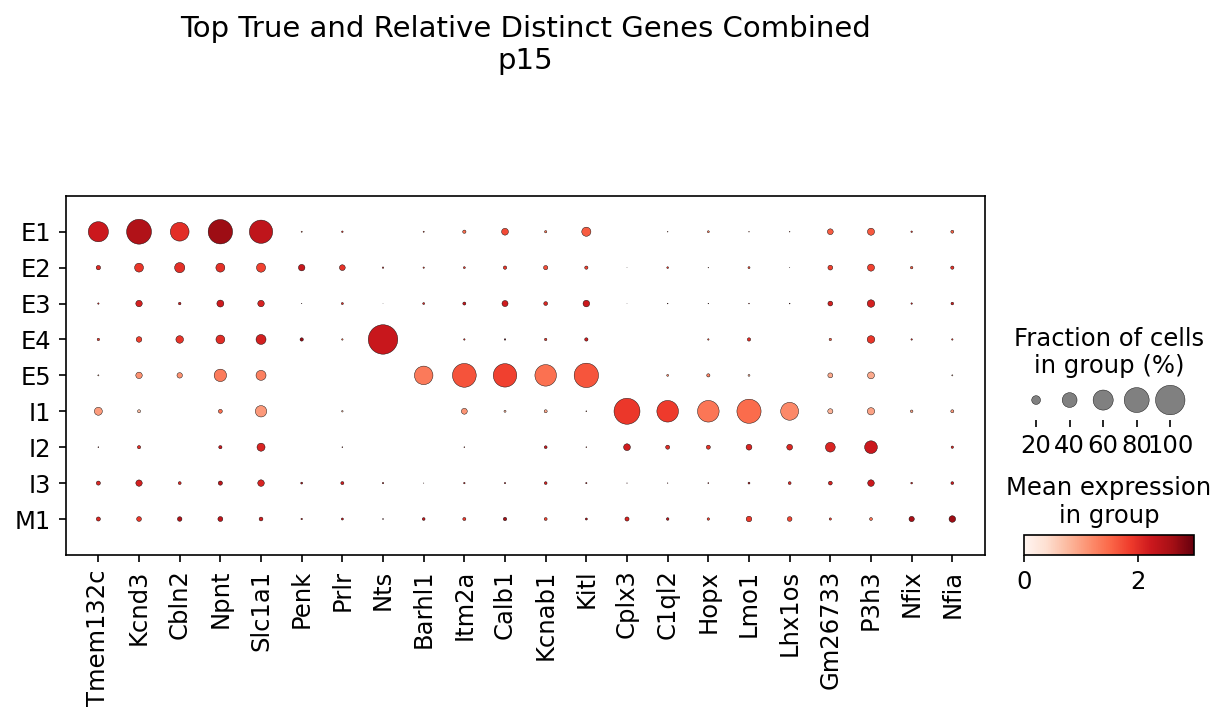 Top True and Relative Distinct Genes Combined
p15
E1
E2
E3
E4
E5
I1
I2
I3
M1
Tmem132c
Kcnd3
Cbln2
Npnt
Slc1a1
Penk
Prlr
Nts
Barhl1
Itm2a
Calb1
Kcnab1
Kitl
Cplx3
C1ql2
Hopx
Lmo1
Lhx1os
Gm26733
P3h3
Nfix
Nfia
Fraction of cells
in group (%)
20 40 60 80 100
Mean expression
in group
0 2